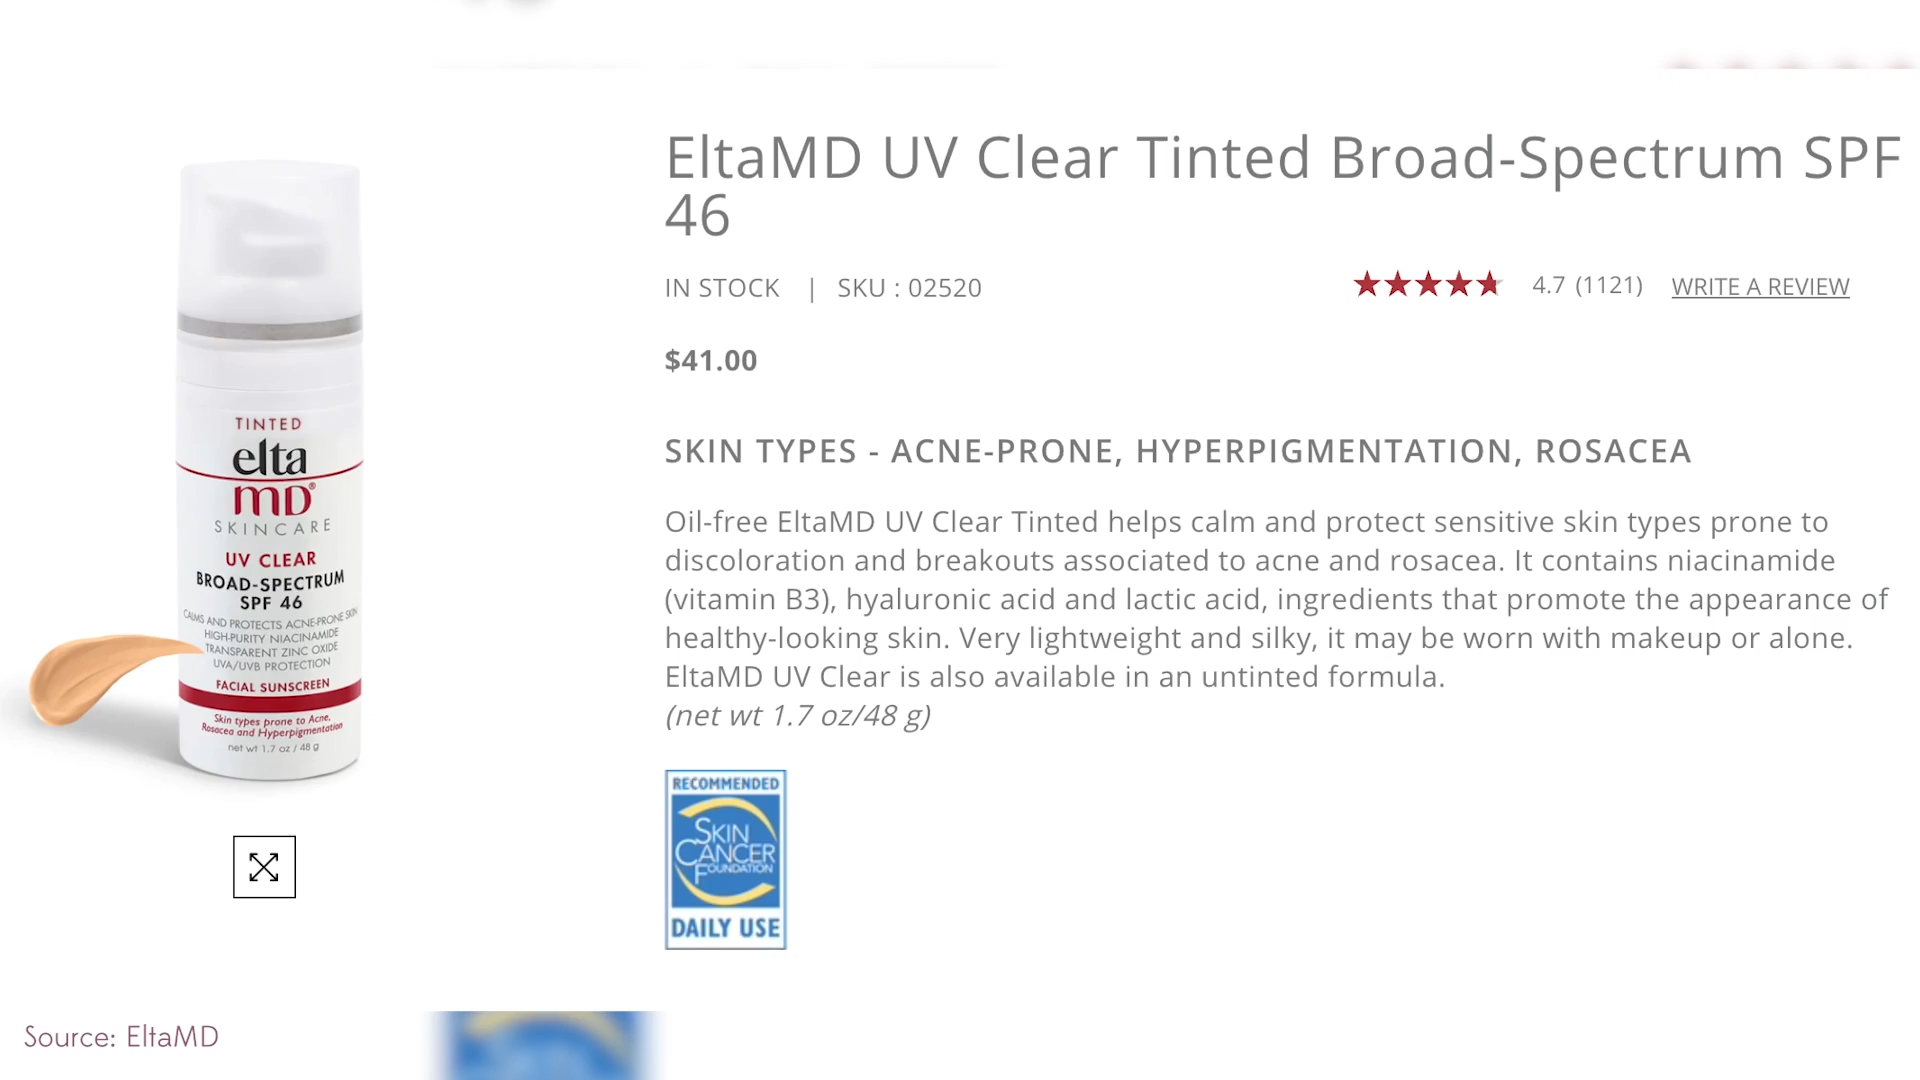 EltaMD UV Clear Tinted Broad-Spectrum SPF
46
IN STOCK | SKU : 02520
4.7 (1121) WRITE A REVIEW
$41.00
SKIN TYPES - ACNE-PRONE, HYPERPIGMENTATION, ROSACEA
Oil-free EltaMD UV Clear Tinted helps calm and protect sensitive skin types prone to
discoloration and breakouts associated to acne and rosacea. It contains niacinamide
(vitamin B3), hyaluronic acid and lactic acid, ingredients that promote the appearance of
healthy-looking skin. Very lightweight and silky, it may be worn with makeup or alone.
EltaMD UV Clear is also available in an untinted formula.
(net wt 1.7 oz/48 g)
RECOMMENDED
SKIN
CANCER
FOUNDATION
DAILY USE
TINTED
elta
MD®
SKINCARE
UV CLEAR
BROAD-SPECTRUM
SPF 46
CALMS AND PROTECTS ACNE-PRONE SKIN
HIGH-PURITY NIACINAMIDE
TRANSPARENT ZINC OXIDE
UVA/UVB PROTECTION
FACIAL SUNSCREEN
Skin types prone to Acne,
Rosacea and Hyperpigmentation
net wt 1.7 oz / 48 g
Source: EltaMD